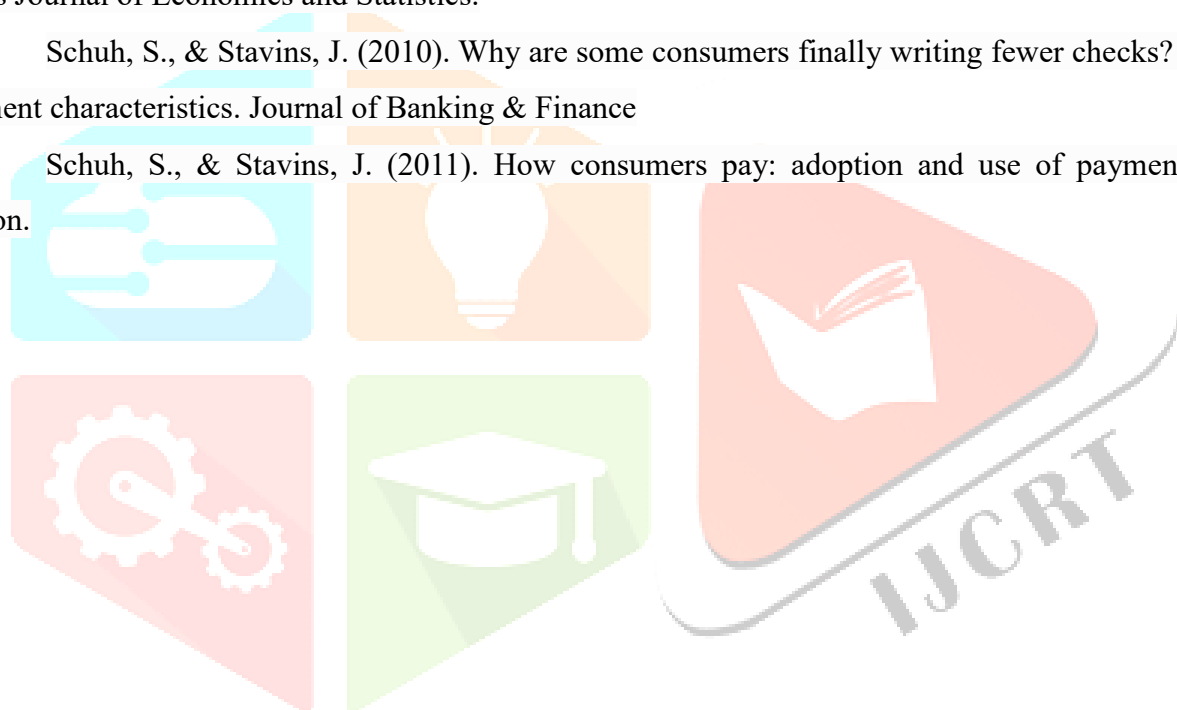 s Journal of Economics and Statistics.
Schuh, S., & Stavins, J. (2010). Why are some consumers finally writing fewer checks?
ent characteristics. Journal of Banking & Finance
Schuh, S., & Stavins, J. (2011). How consumers pay: adoption and use of paymen
on.
IJCRT